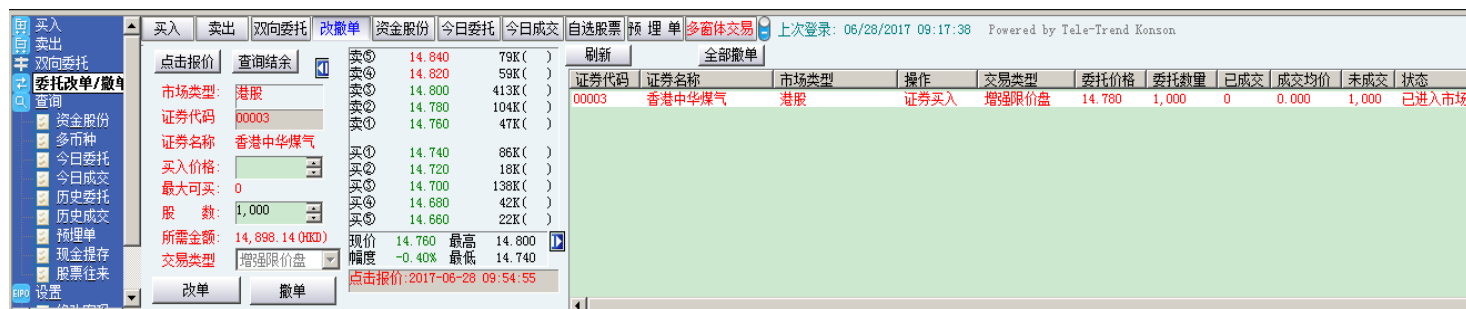 买入 卖出 双向委托 改撤单 资金股份 今日委托 今日成交 自选股票 预 埋 单 多窗体交易 上次登录: 06/28/2017 09:17:38 Powered by Tele-Trend Konson
买入
卖出
双向委托
委托改单/撤单
查询
资金股份
多币种
今日委托
今日成交
历史委托
历史成交
预埋单
现金提存
股票往来
EIPO 设置
点击报价 查询结余
市场类型: 港股
证券代码 00003
证券名称 香港中华煤气
买入价格:
最大可买: 0
股 数: 1,000
所需金额: 14,898.14(HKD)
交易类型 增强限价盘
改单 撤单
卖⑤ 14.840 79K( )
卖④ 14.820 59K( )
卖③ 14.800 413K( )
卖② 14.780 104K( )
卖① 14.760 47K( )
买① 14.740 86K( )
买② 14.720 18K( )
买③ 14.700 138K( )
买④ 14.680 42K( )
买⑤ 14.660 22K( )
现价 14.760 最高 14.800
幅度 -0.40% 最低 14.740
点击报价:2017-06-28 09:54:55
刷新 全部撤单
证券代码 证券名称 市场类型 操作 交易类型 委托价格 委托数量 已成交 成交均价 未成交 状态
00003 香港中华煤气 港股 证券买入 增强限价盘 14.780 1,000 0 0.000 1,000 已进入市场